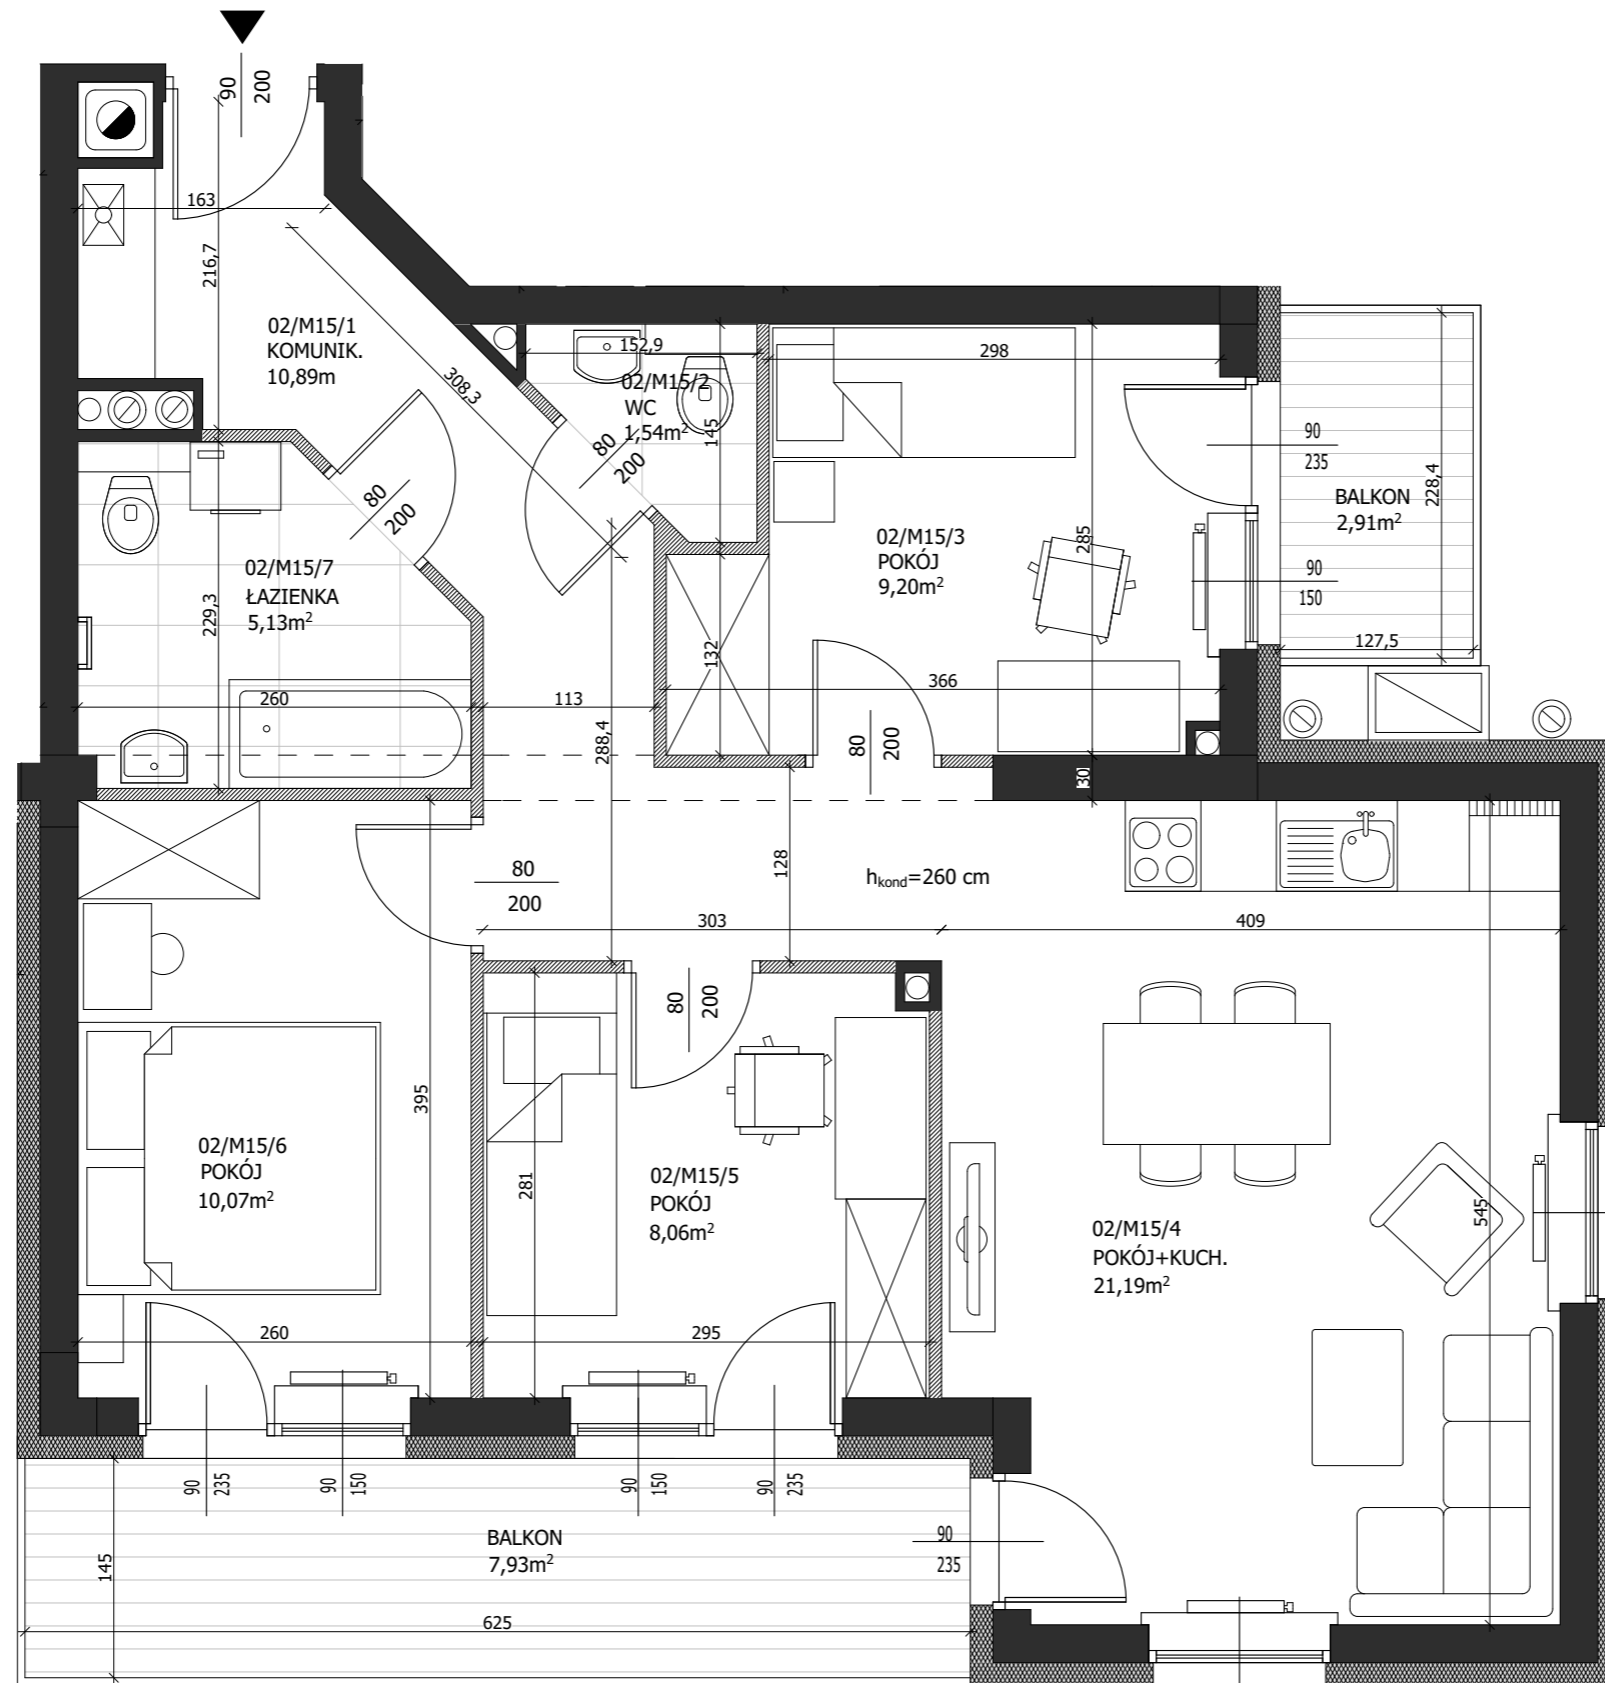 90
200
163
216,7
02/M15/1
KOMUNIK.
10,89m
308,3
152,9
02/M15/2
WC
1,54m²
145
80
200
298
02/M15/3
POKÓJ
9,20m²
285
90
235
BALKON
2,91m²
228,4
90
150
127,5
80
200
02/M15/7
ŁAZIENKA
5,13m²
229,3
260
113
288,4
132
366
80
200
30
80
200
128
h kond=260 cm
303
409
80
200
395
02/M15/6
POKÓJ
10,07m²
281
02/M15/5
POKÓJ
8,06m²
02/M15/4
POKÓJ+KUCH.
21,19m²
545
260
295
90
235
90
150
90
150
90
235
BALKON
7,93m²
90
235
145
625